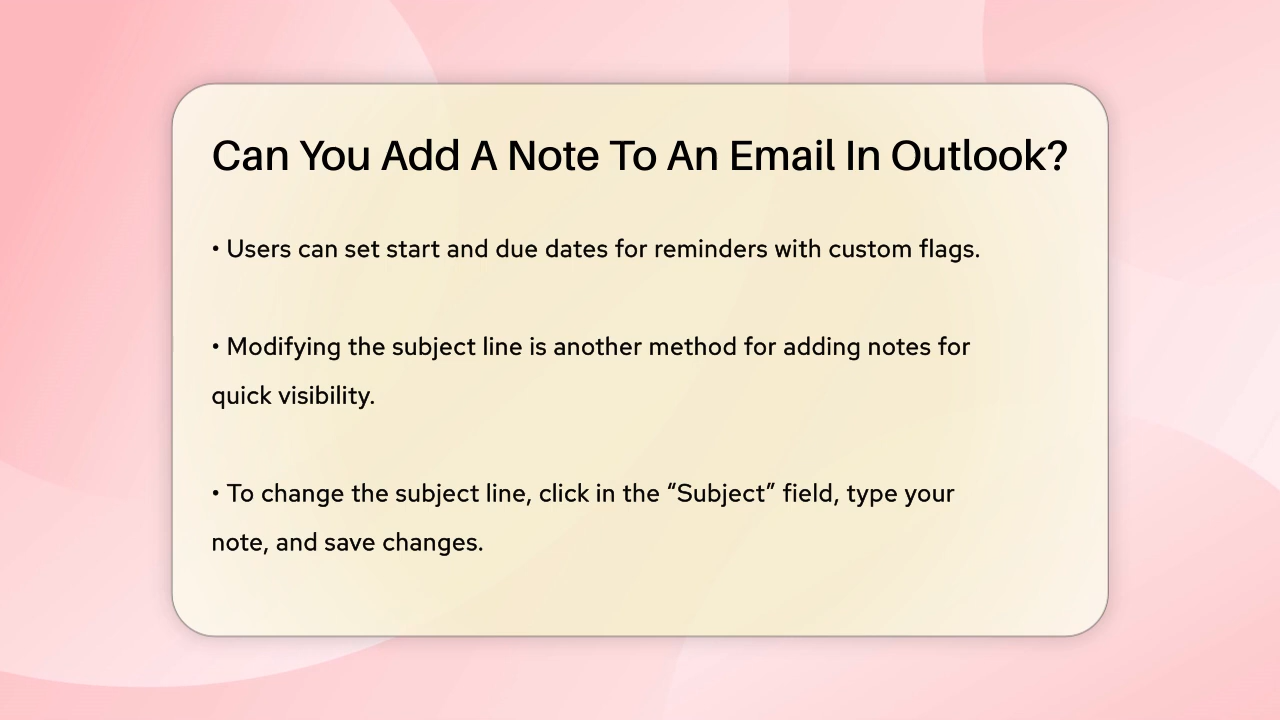 Can You Add A Note To An Email In Outlook?
• Users can set start and due dates for reminders with custom flags.
• Modifying the subject line is another method for adding notes for
quick visibility.
• To change the subject line, click in the “Subject” field, type your
note, and save changes.